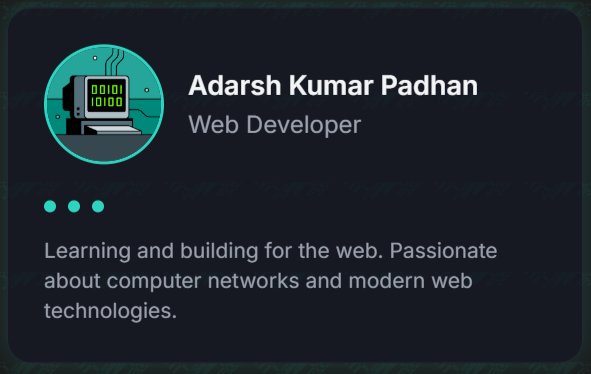 00101
10100
Adarsh Kumar Padhan
Web Developer
Learning and building for the web. Passionate
about computer networks and modern web
technologies.